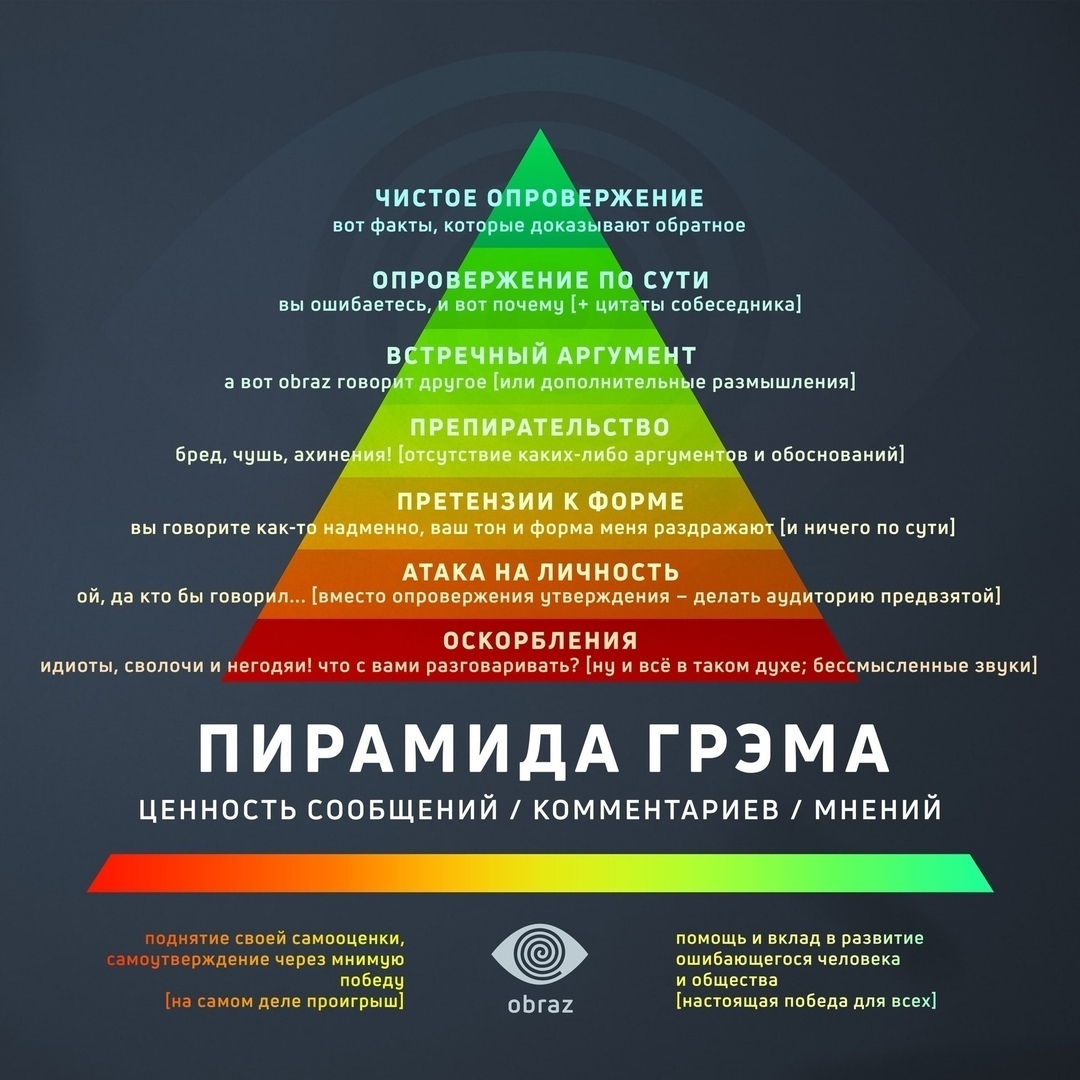 ЧИСТОЕ ОПРОВЕРЖЕНИЕ
вот факты, которые доказывают обратное
ОПРОВЕРЖЕНИЕ ПО СУТИ
вы ошибаетесь, и вот почему [+ цитаты собеседника]
ВСТРЕЧНЫЙ АРГУМЕНТ
а вот obraz говорит другое [или дополнительные размышления]
ПРЕПИРАТЕЛЬСТВО
бред, чушь, ахинения! [отсутствие каких-либо аргументов и обоснований]
ПРЕТЕНЗИИ К ФОРМЕ
вы говорите как-то надменно, ваш тон и форма меня раздражают [и ничего по сути]
АТАКА НА ЛИЧНОСТЬ
ой, да кто бы говорил... [вместо опровержения утверждения – делать аудиторию предвзятой]
ОСКОРБЛЕНИЯ
идиоты, сволочи и негодяи! что с вами разговаривать? [ну и всё в таком духе; бессмысленные звуки]
ПИРАМИДА ГРЭМА
ЦЕННОСТЬ СООБЩЕНИЙ / КОММЕНТАРИЕВ / МНЕНИЙ
поднятие своей самооценки,
самоутверждение через мнимую
победу
[на самом деле проигрыш]
obraz
помощь и вклад в развитие
ошибающегося человека
и общества
[настоящая победа для всех]